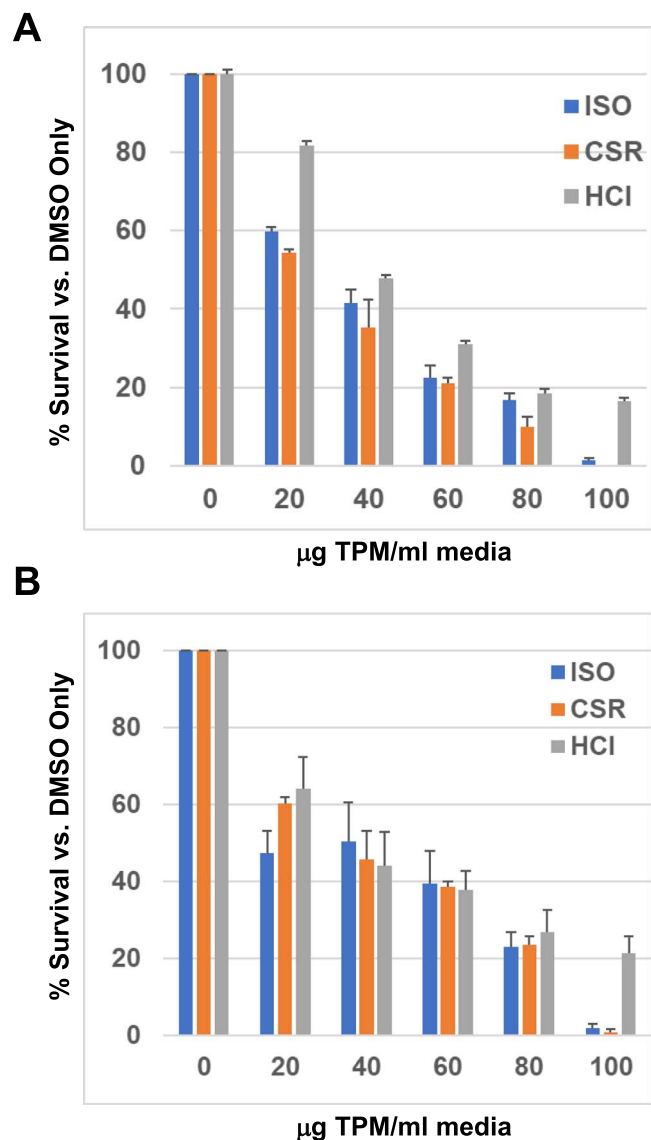 A
% Survival vs. DMSO Only
100
80
60
40
20
0
ISO
CSR
HCI
0 20 40 60 80 100
μg TPM/ml media
B
% Survival vs. DMSO Only
100
80
60
40
20
0
ISO
CSR
HCI
0 20 40 60 80 100
μg TPM/ml media